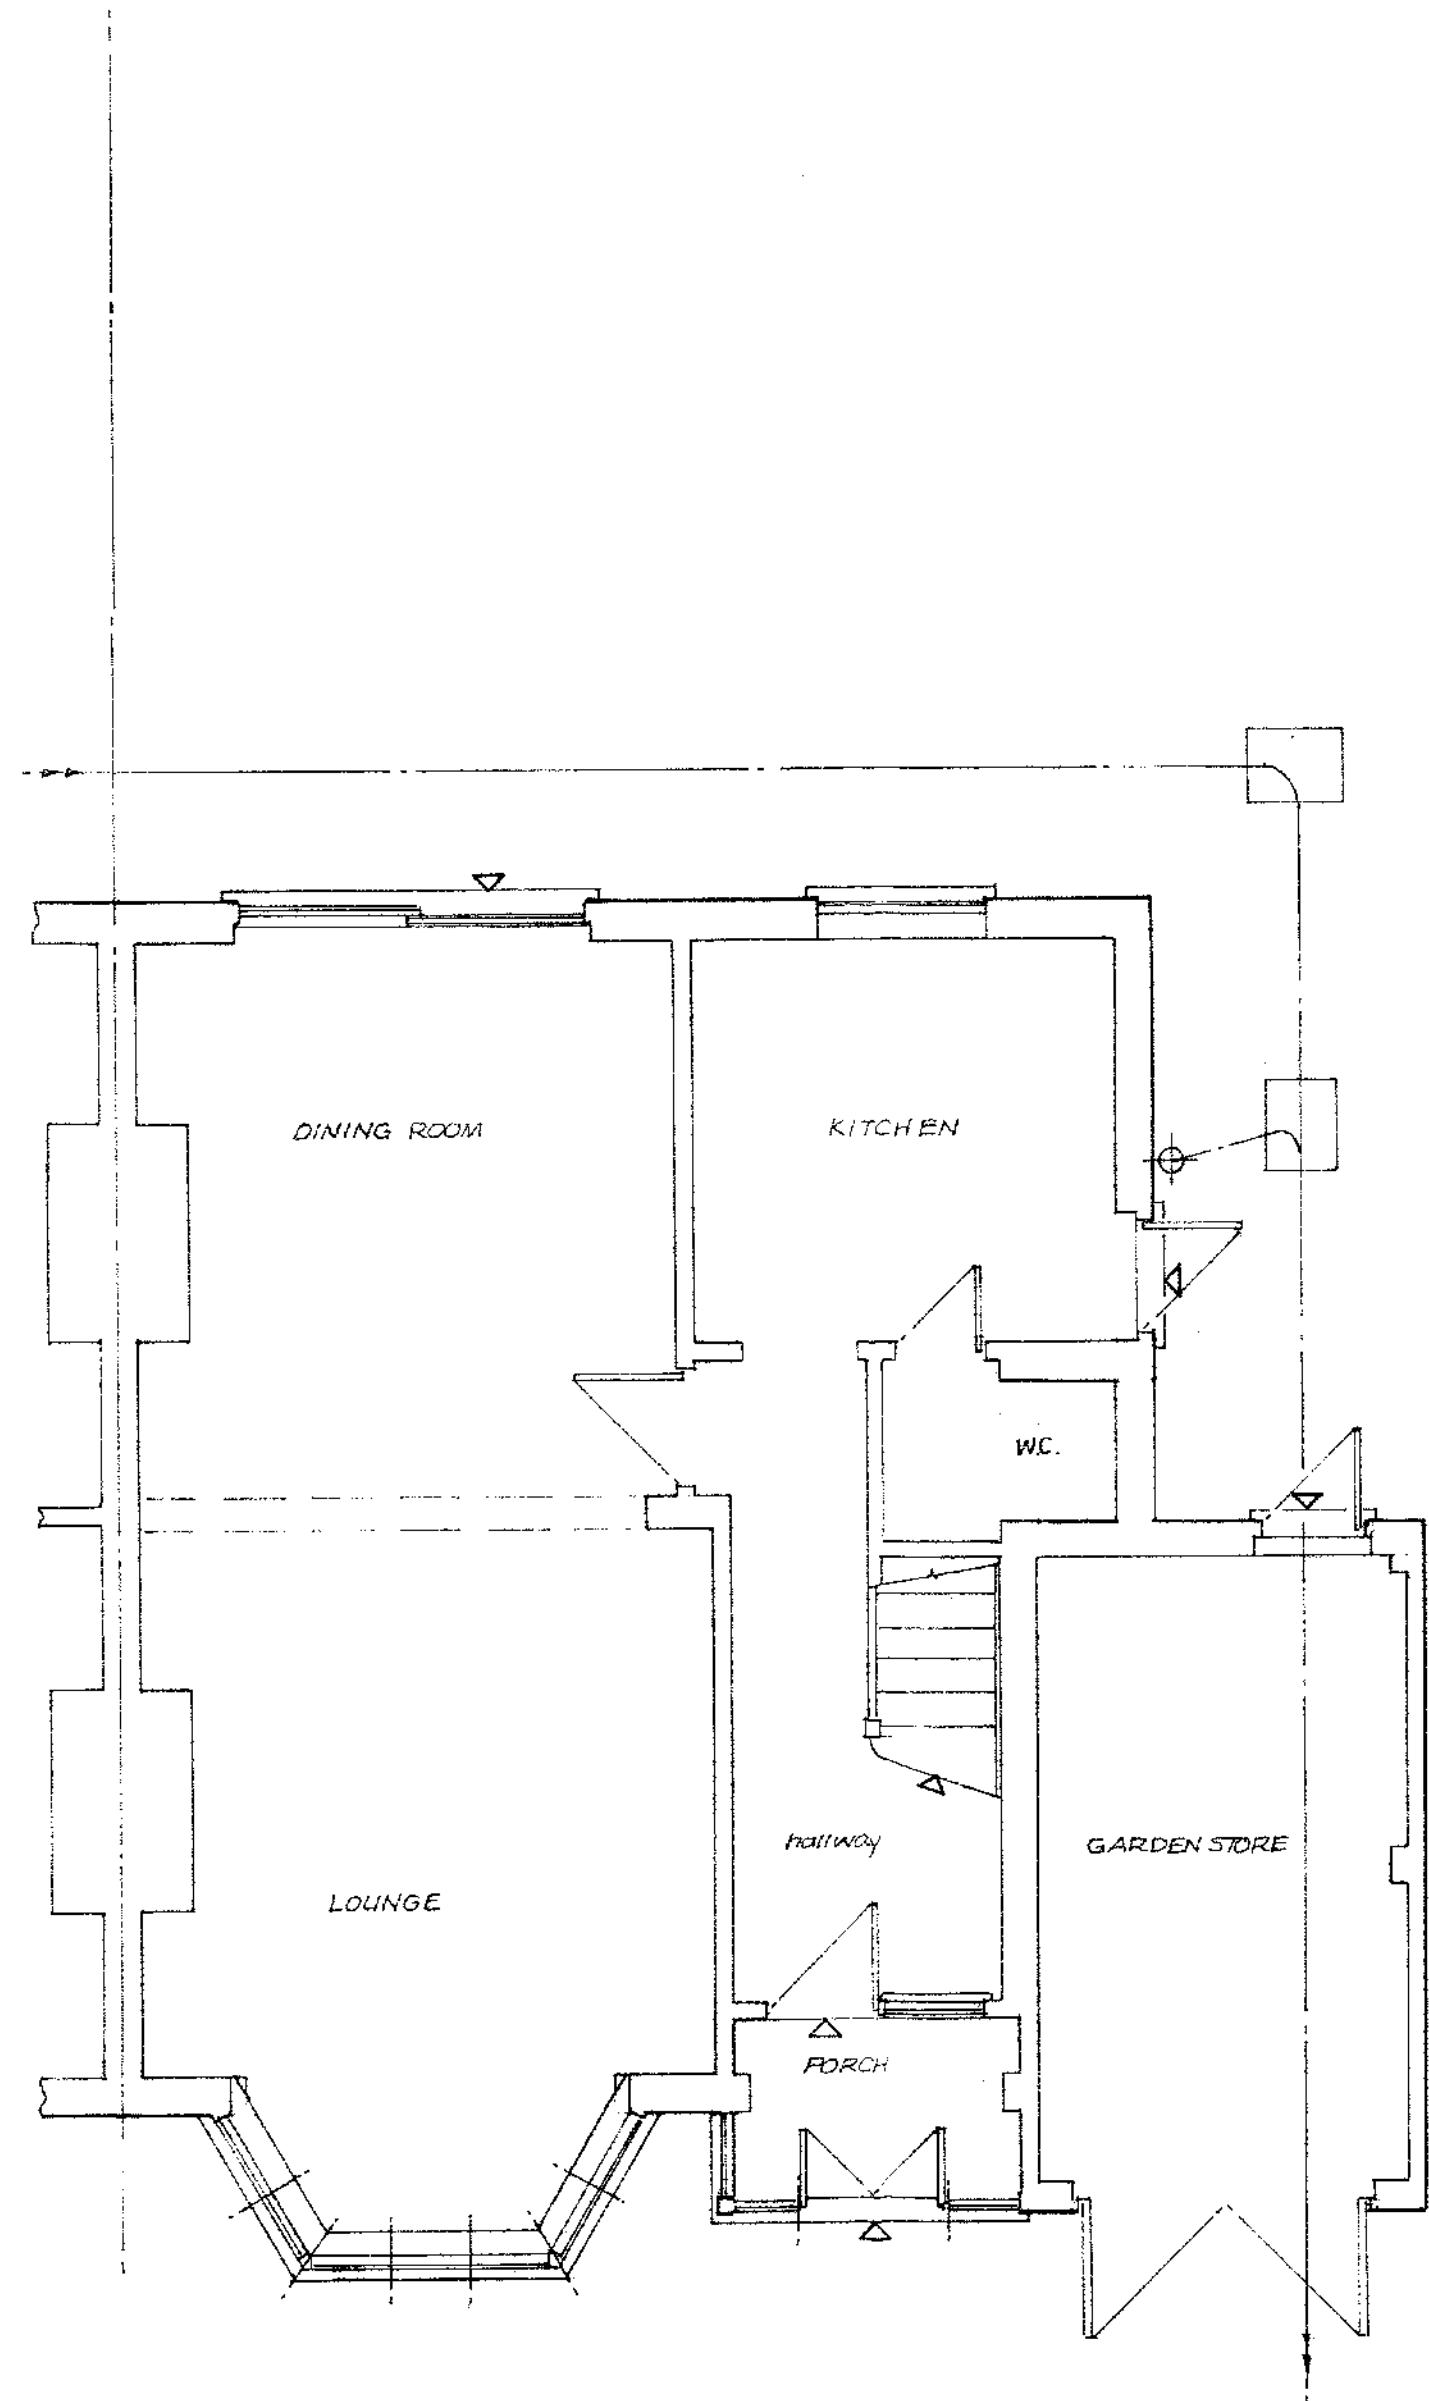 DINING ROOM
KITCHEN
W.C.
hallway
GARDEN STORE
LOUNGE
PORCH